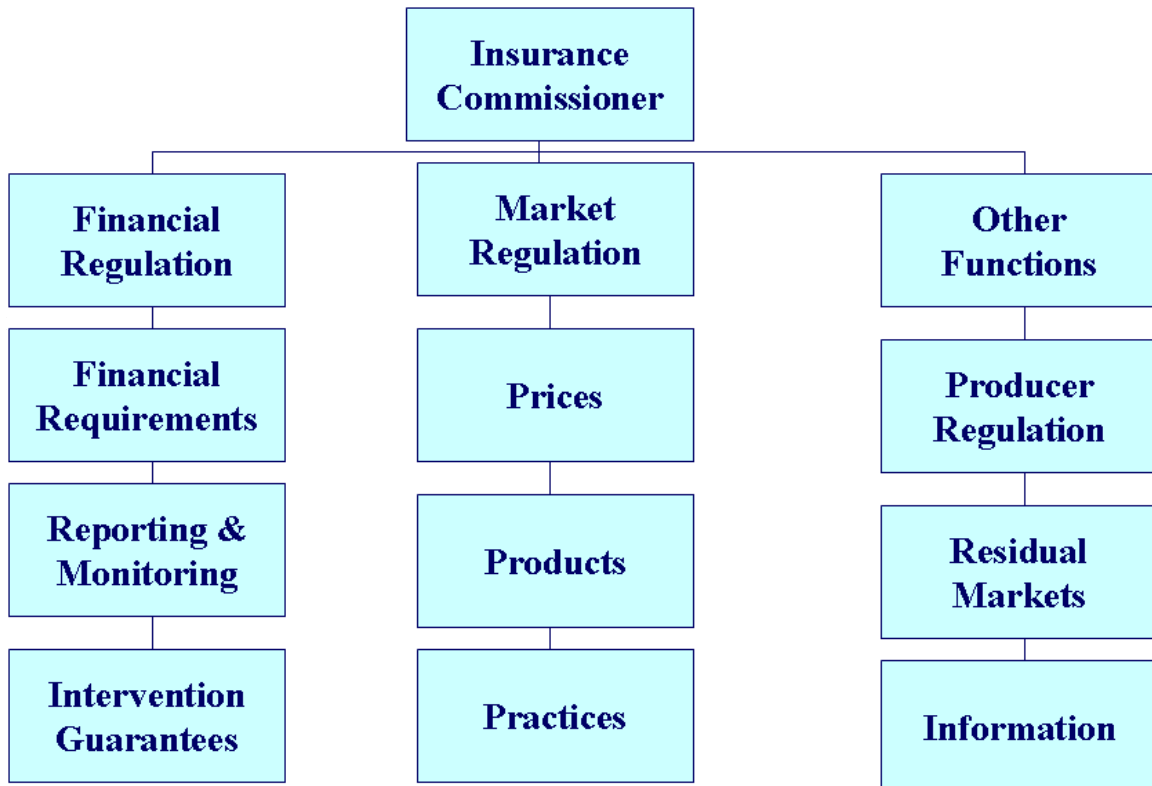 Insurance
Commissioner
Financial
Regulation
Market
Regulation
Other
Functions
Financial
Requirements
Prices
Producer
Regulation
Reporting &
Monitoring
Products
Residual
Markets
Intervention
Guarantees
Practices
Information